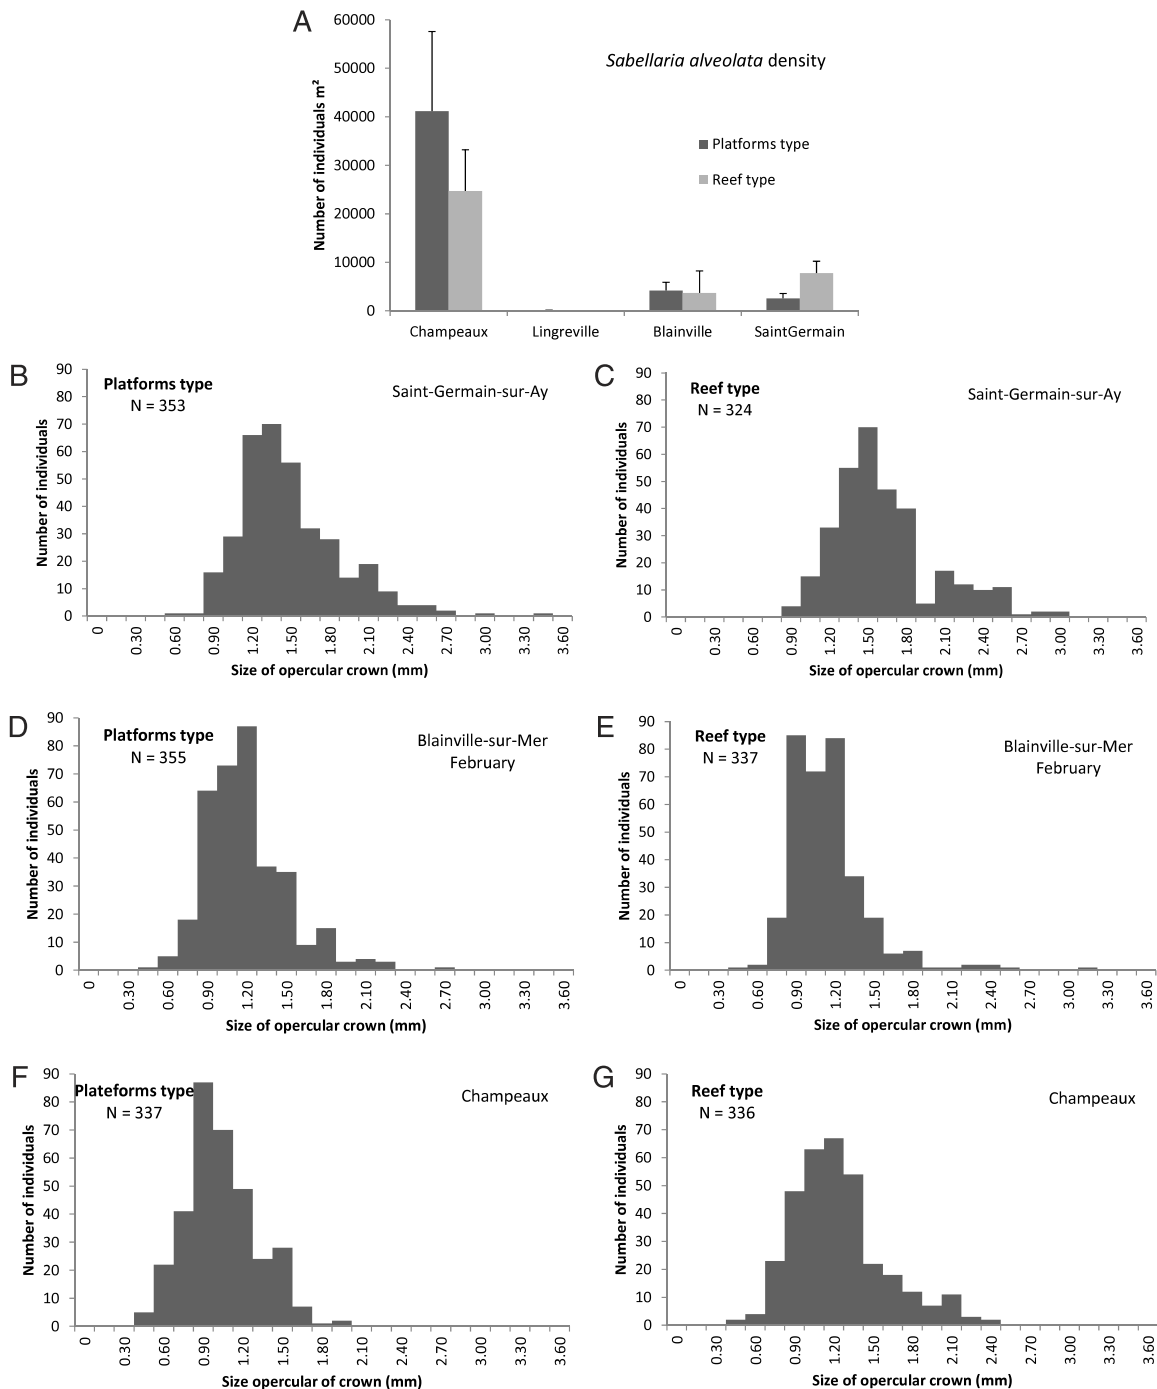 A
Sabellaria alveolata density
Number of individuals m²
60000
50000
40000
30000
20000
10000
0
Platforms type
Reef type
Champeaux
Lingreville
Blainville
SaintGermain
B
Platforms type
N = 353
Saint-Germain-sur-Ay
Number of individuals
90
80
70
60
50
40
30
20
10
0
0 0.30 0.60 0.90 1.20 1.50 1.80 2.10 2.40 2.70 3.00 3.30 3.60
Size of opercular crown (mm)
C
Reef type
N = 324
Saint-Germain-sur-Ay
Number of individuals
90
80
70
60
50
40
30
20
10
0
0 0.30 0.60 0.90 1.20 1.50 1.80 2.10 2.40 2.70 3.00 3.30 3.60
Size of opercular crown (mm)
D
Platforms type
N = 355
Blainville-sur-Mer
February
Number of individuals
90
80
70
60
50
40
30
20
10
0
0 0.30 0.60 0.90 1.20 1.50 1.80 2.10 2.40 2.70 3.00 3.30 3.60
Size of opercular crown (mm)
E
Reef type
N = 337
Blainville-sur-Mer
February
Number of individuals
90
80
70
60
50
40
30
20
10
0
0 0.30 0.60 0.90 1.20 1.50 1.80 2.10 2.40 2.70 3.00 3.30 3.60
Size of opercular crown (mm)
F
Plateforms type
N = 337
Champeaux
Number of individuals
90
80
70
60
50
40
30
20
10
0
0 0.30 0.60 0.90 1.20 1.50 1.80 2.10 2.40 2.70 3.00 3.30 3.60
Size opercular of crown (mm)
G
Reef type
N = 336
Champeaux
Number of individuals
90
80
70
60
50
40
30
20
10
0
0 0.30 0.60 0.90 1.20 1.50 1.80 2.10 2.40 2.70 3.00 3.30 3.60
Size of opercular crown (mm)